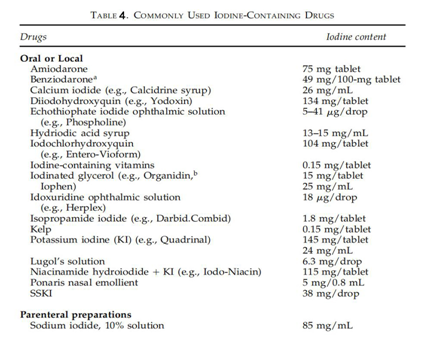 TABLE 4. COMMONLY USED IODINE-CONTAINING DRUGS
Drugs Iodine content
Oral or Local
Amiodarone 75 mg tablet
Benziodaroneᵃ 49 mg/100-mg tablet
Calcium iodide (e.g., Calcidrine syrup) 26 mg/mL
Diiodohydroxyquin (e.g., Yodoxin) 134 mg/tablet
Echothiophate iodide ophthalmic solution 5–41 μg/drop
(e.g., Phospholine)
Hydriodic acid syrup 13–15 mg/mL
Iodochlorhydroxyquin 104 mg/tablet
(e.g., Entero-Vioform)
Iodine-containing vitamins 0.15 mg/tablet
Iodinated glycerol (e.g., Organidin,ᵇ 15 mg/tablet
Iophen) 25 mg/mL
Idoxuridine ophthalmic solution 18 μg/drop
(e.g., Herplex)
Isopropamide iodide (e.g., Darbid.Combid) 1.8 mg/tablet
Kelp 0.15 mg/tablet
Potassium iodine (KI) (e.g., Quadrinal) 145 mg/tablet
24 mg/mL
Lugol's solution 6.3 mg/drop
Niacinamide hydroiodide + KI (e.g., Iodo-Niacin) 115 mg/tablet
Ponaris nasal emollient 5 mg/0.8 mL
SSKI 38 mg/drop
Parenteral preparations
Sodium iodide, 10% solution 85 mg/mL